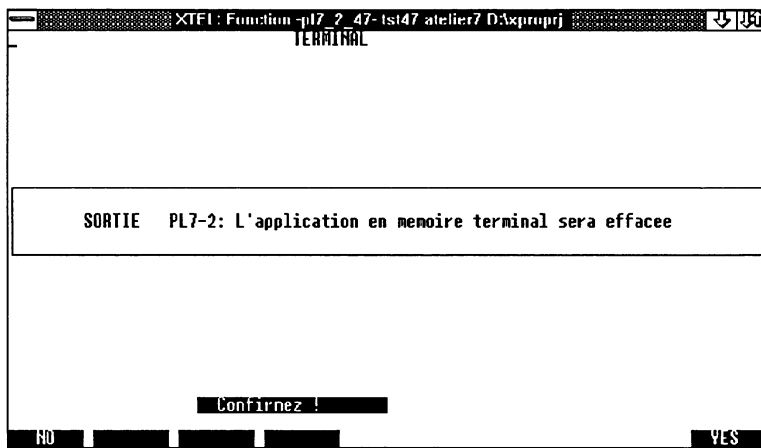 XTEL: Function -pl7_2_47- tst47 atelier7 D:\xproprj
TERMINAL
SORTIE PL7-2: L'application en memoire terminal sera effacee
Confirmez !
NO YES